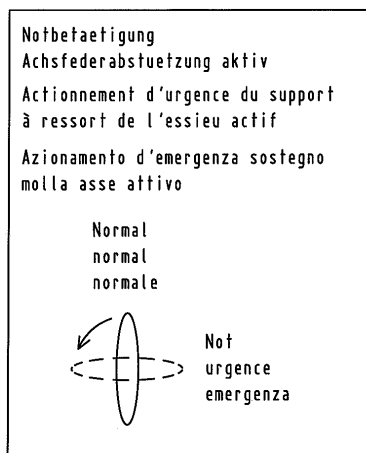 Notbetaetigung
Achsfederabstuetzung aktiv
Actionnement d'urgence du support
à ressort de l'essieu actif
Azionamento d'emergenza sostegno
molla asse attivo
Normal
normal
normale
Not
urgence
emergenza